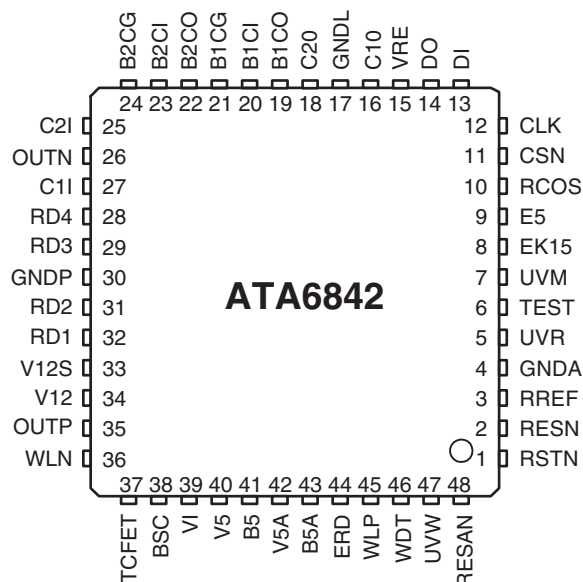 B2CG B2CI B2CO B1CG B1CI B1CO C20 GNDL C10 VRE DO DI
24 23 22 21 20 19 18 17 16 15 14 13
C2I 25 12 CLK
OUTN 26 11 CSN
C1I 27 10 RCOS
RD4 28 9 E5
RD3 29 8 EK15
GNDP 30 7 UVM
ATA6842
RD2 31 6 TEST
RD1 32 5 UVR
V12S 33 4 GNDA
V12 34 3 RREF
OUTP 35 2 RESN
WLN 36 1 RSTN
37 38 39 40 41 42 43 44 45 46 47 48
TCFET BSC VI V5 B5 V5A B5A ERD WLP WDT UVW RESAN